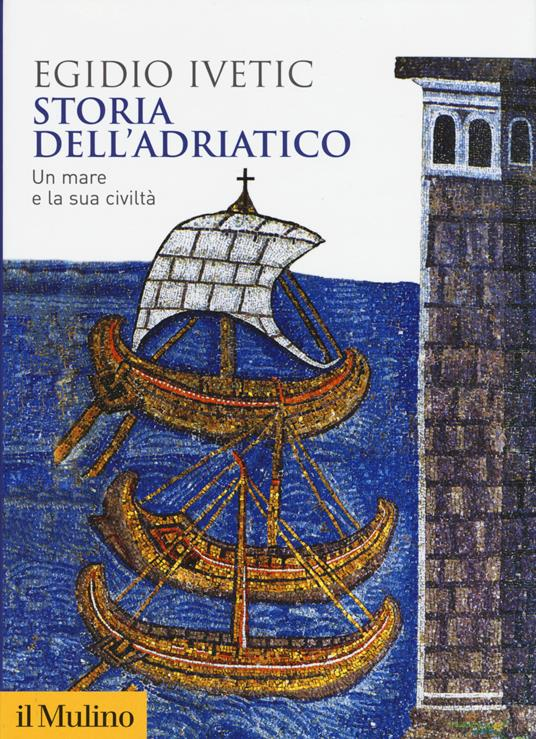 EGIDIO IVETIC
STORIA
DELL'ADRIATICO
Un mare
e la sua civiltà
il Mulino